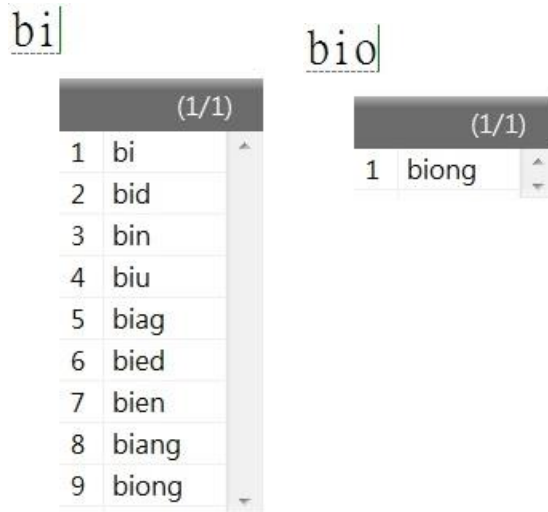 bi
(1/1)
1 bi
2 bid
3 bin
4 biu
5 biag
6 bied
7 bien
8 biang
9 biong
bio
(1/1)
1 biong